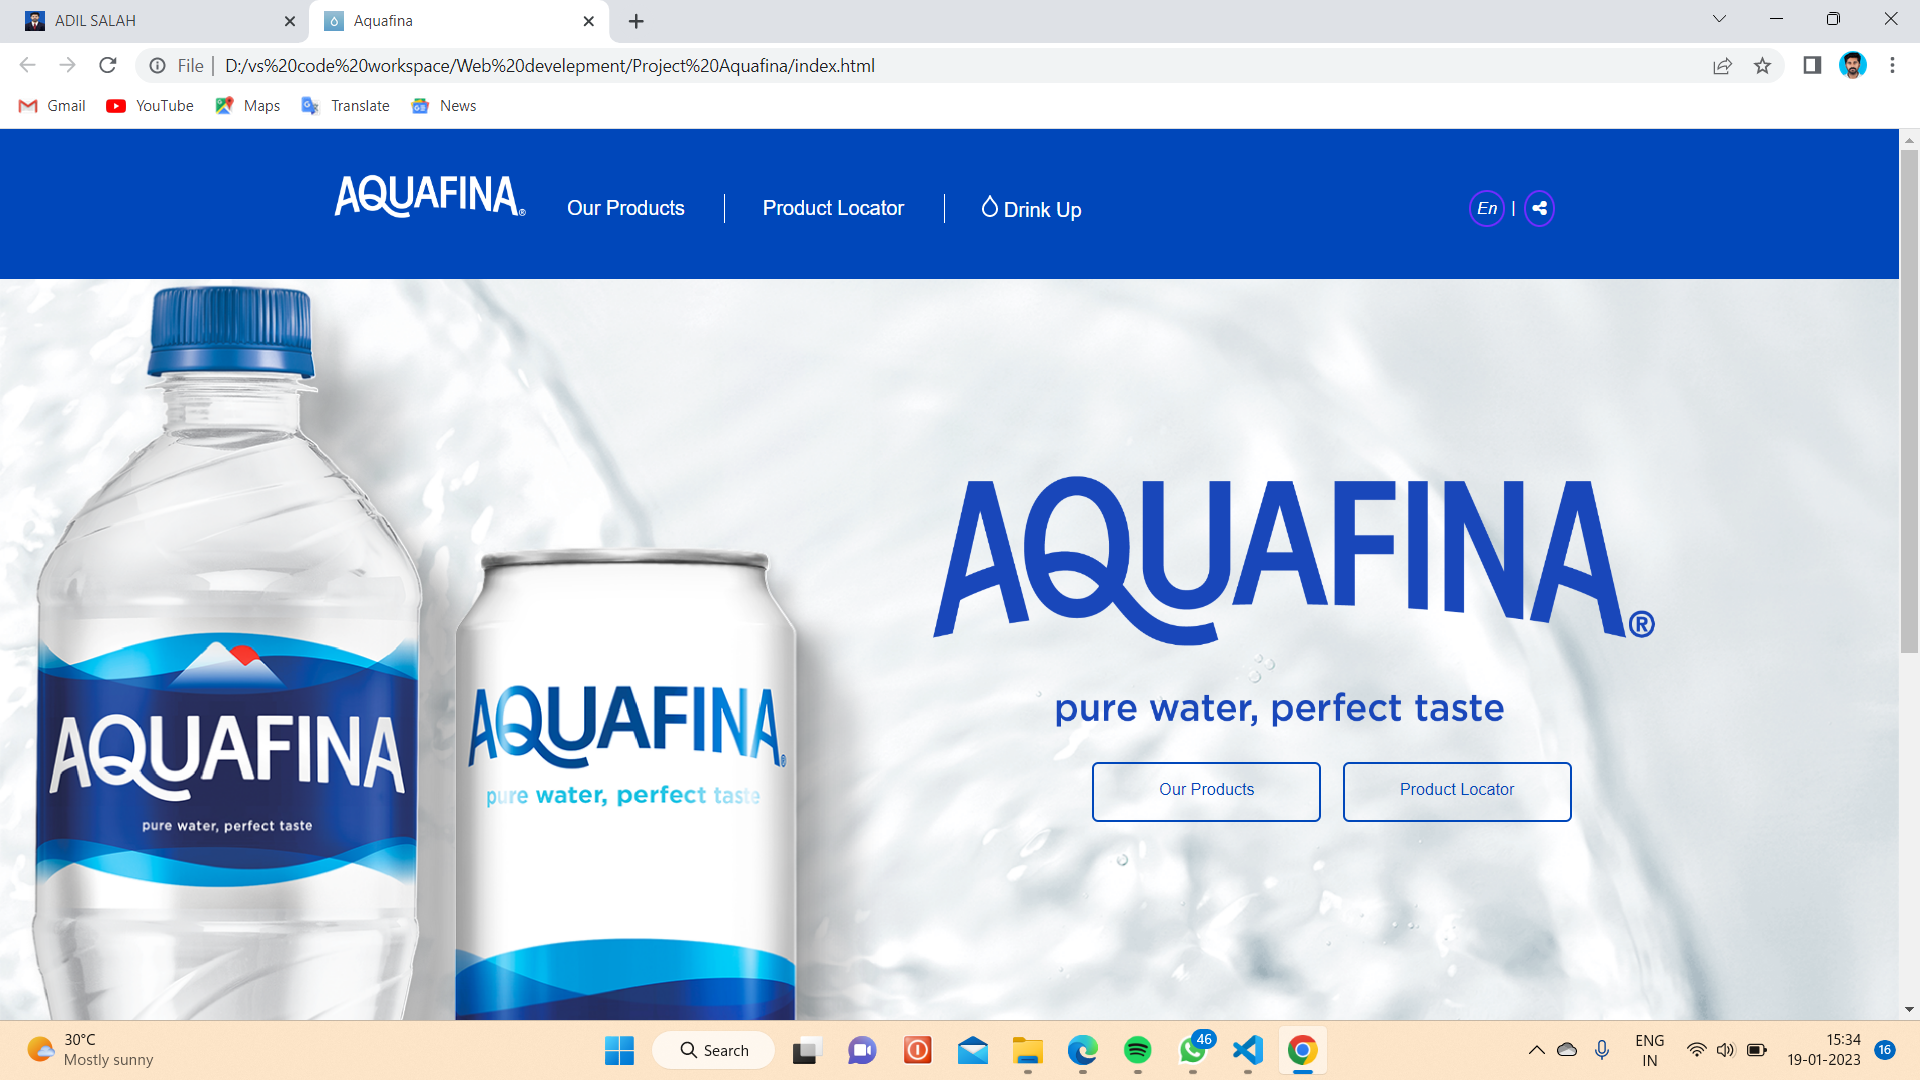 ADIL SALAH
Aquafina
File
D:/vs%20code%20workspace/Web%20develepment/Project%20Aquafina/index.html
Gmail
YouTube
Maps
Translate
News
AQUAFINA®
Our Products
Product Locator
Drink Up
En |
AQUAFINA
pure water, perfect taste
AQUAFINA®
pure water, perfect taste
AQUAFINA®
pure water, perfect taste
Our Products
Product Locator
30°C
Mostly sunny
Search
46
ENG
IN
15:34
19-01-2023
16